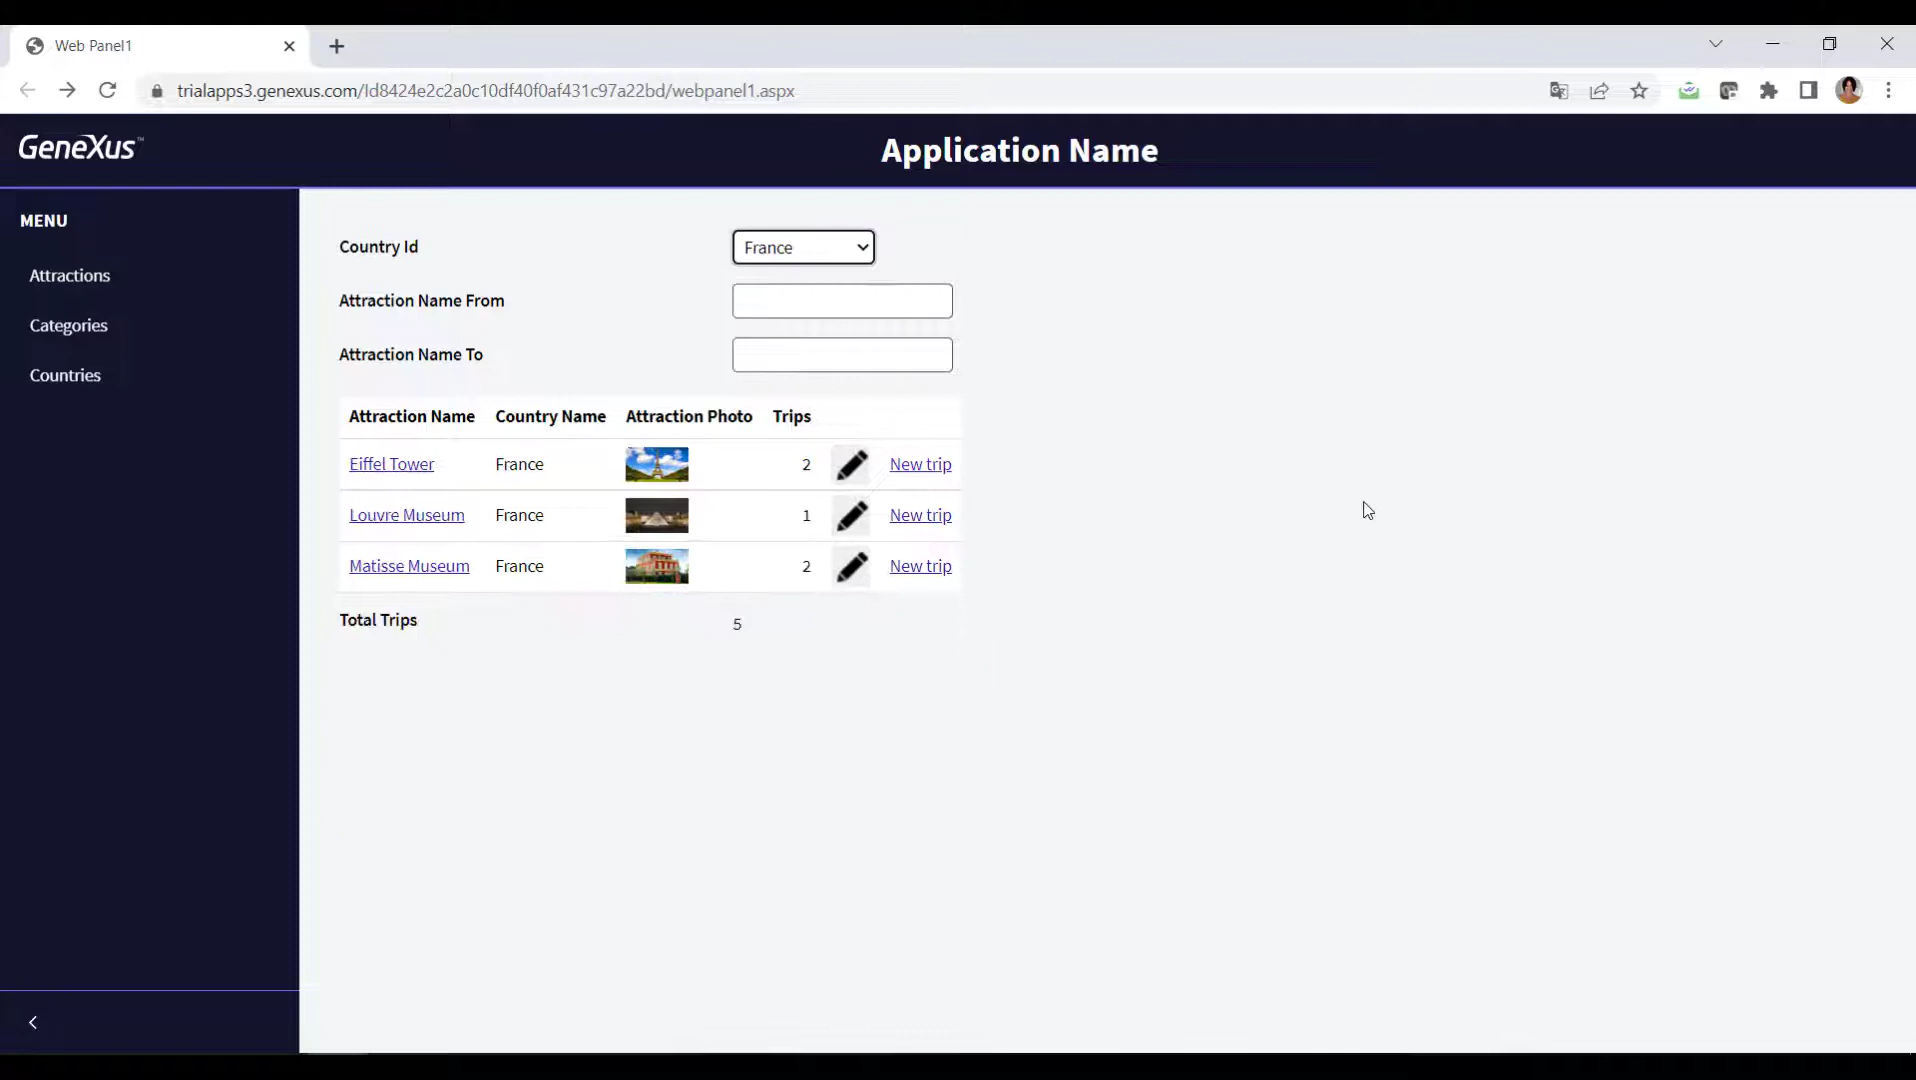 Web Panel1
trialapps3.genexus.com/Id8424e2c2a0c10df40f0af431c97a22bd/webpanel1.aspx
GeneXus™
Application Name
MENU
Attractions
Categories
Countries
Country Id France
Attraction Name From
Attraction Name To
Attraction Name Country Name Attraction Photo Trips
Eiffel Tower France 2 New trip
Louvre Museum France 1 New trip
Matisse Museum France 2 New trip
Total Trips 5